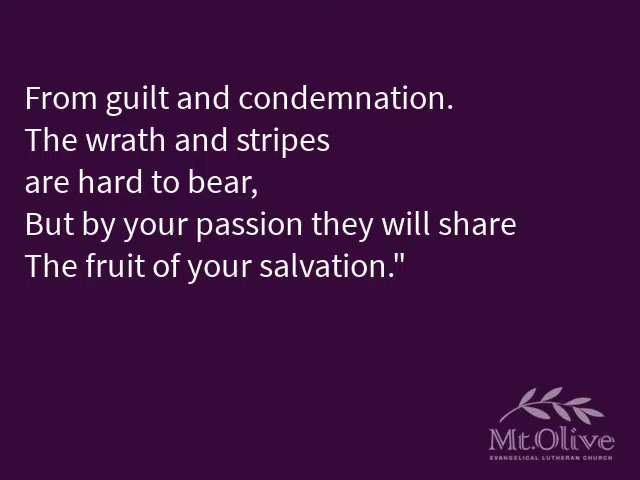 From guilt and condemnation.
The wrath and stripes
are hard to bear,
But by your passion they will share
The fruit of your salvation."
Mt.Olive
EVANGELICAL LUTHERAN CHURCH